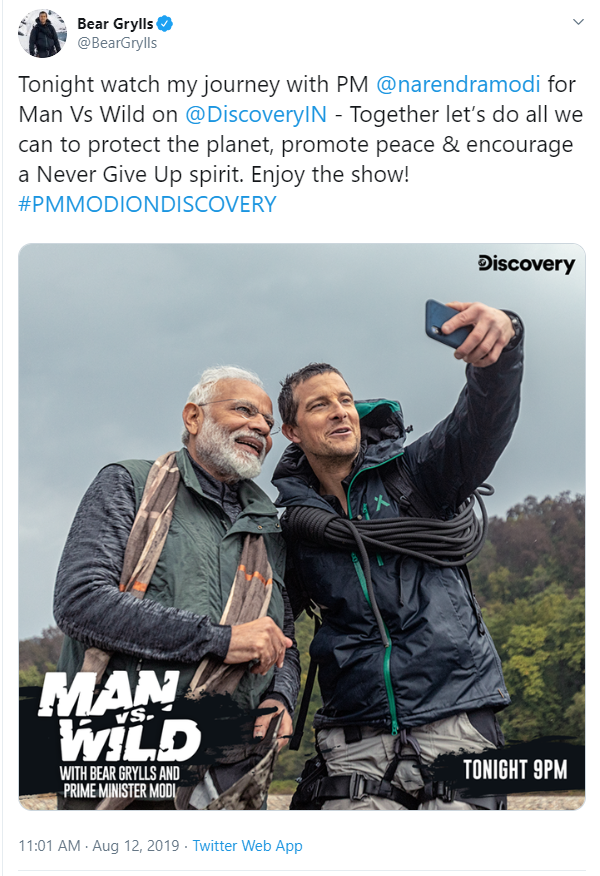 Bear Grylls
@BearGrylls
Tonight watch my journey with PM @narendramodi for
Man Vs Wild on @DiscoveryIN - Together let’s do all we
can to protect the planet, promote peace & encourage
a Never Give Up spirit. Enjoy the show!
#PMMODIONDISCOVERY
Discovery
MAN
VS.
WILD
WITH BEAR GRYLLS AND
PRIME MINISTER MODI
TONIGHT 9PM
11:01 AM · Aug 12, 2019 · Twitter Web App